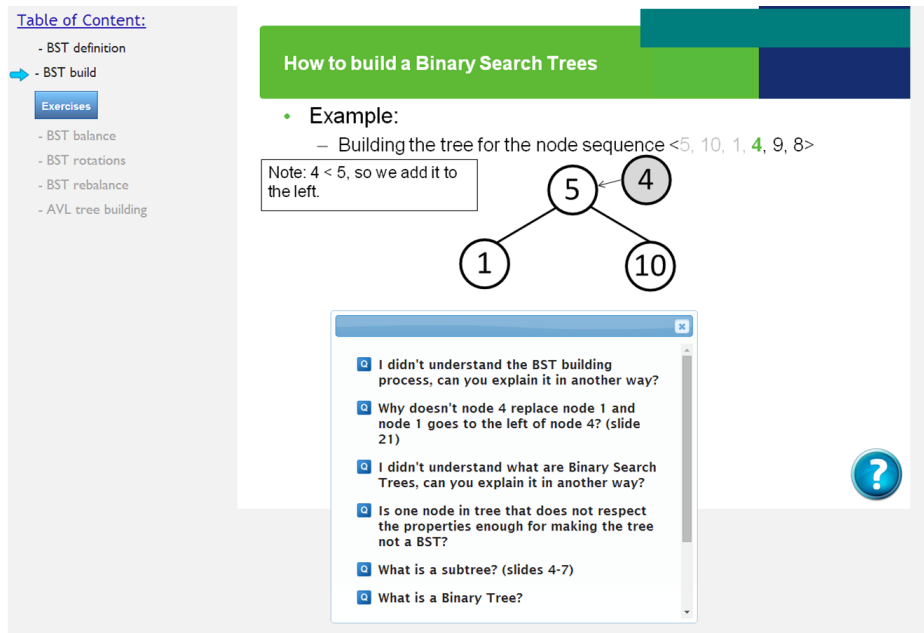 Table of Content:
- BST definition
- BST build
Exercises
- BST balance
- BST rotations
- BST rebalance
- AVL tree building
How to build a Binary Search Trees
• Example:
– Building the tree for the node sequence <5, 10, 1, 4, 9, 8>
Note: 4 < 5, so we add it to
the left.
5
4
1
10
Q I didn't understand the BST building
process, can you explain it in another way?
Q Why doesn't node 4 replace node 1 and
node 1 goes to the left of node 4? (slide
21)
Q I didn't understand what are Binary Search
Trees, can you explain it in another way?
Q Is one node in tree that does not respect
the properties enough for making the tree
not a BST?
Q What is a subtree? (slides 4-7)
Q What is a Binary Tree?
?